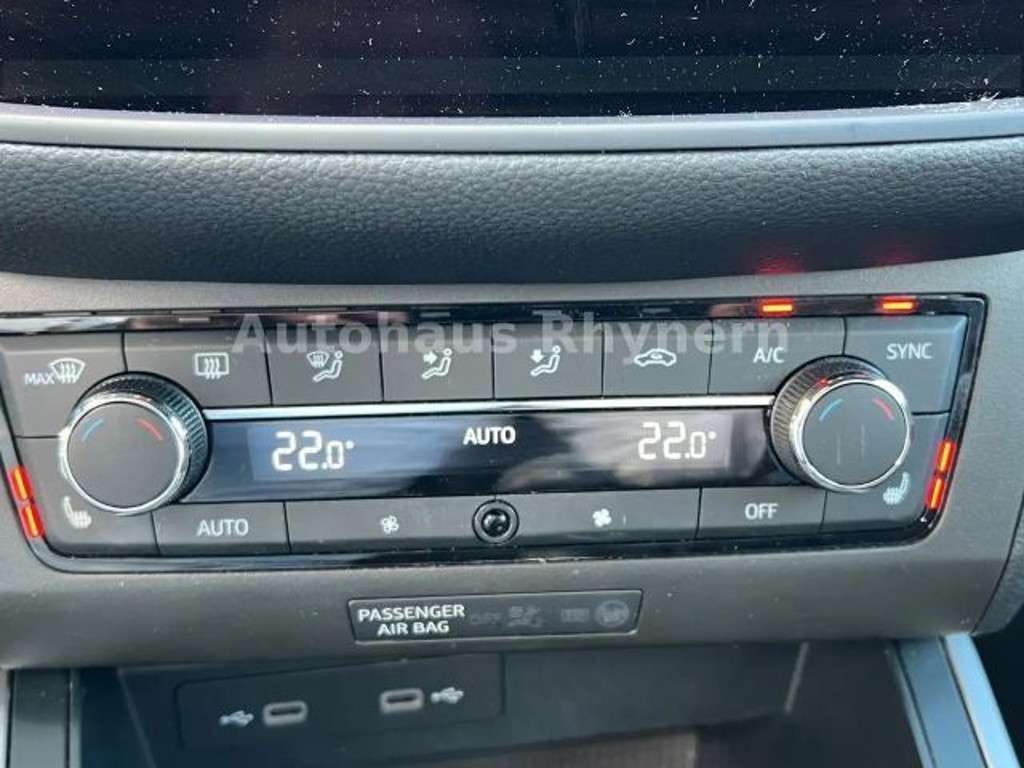 Autohaus Rhynern
MAX
A/C
SYNC
22.0° AUTO 22.0°
AUTO
OFF
PASSENGER
AIR BAG
OFF